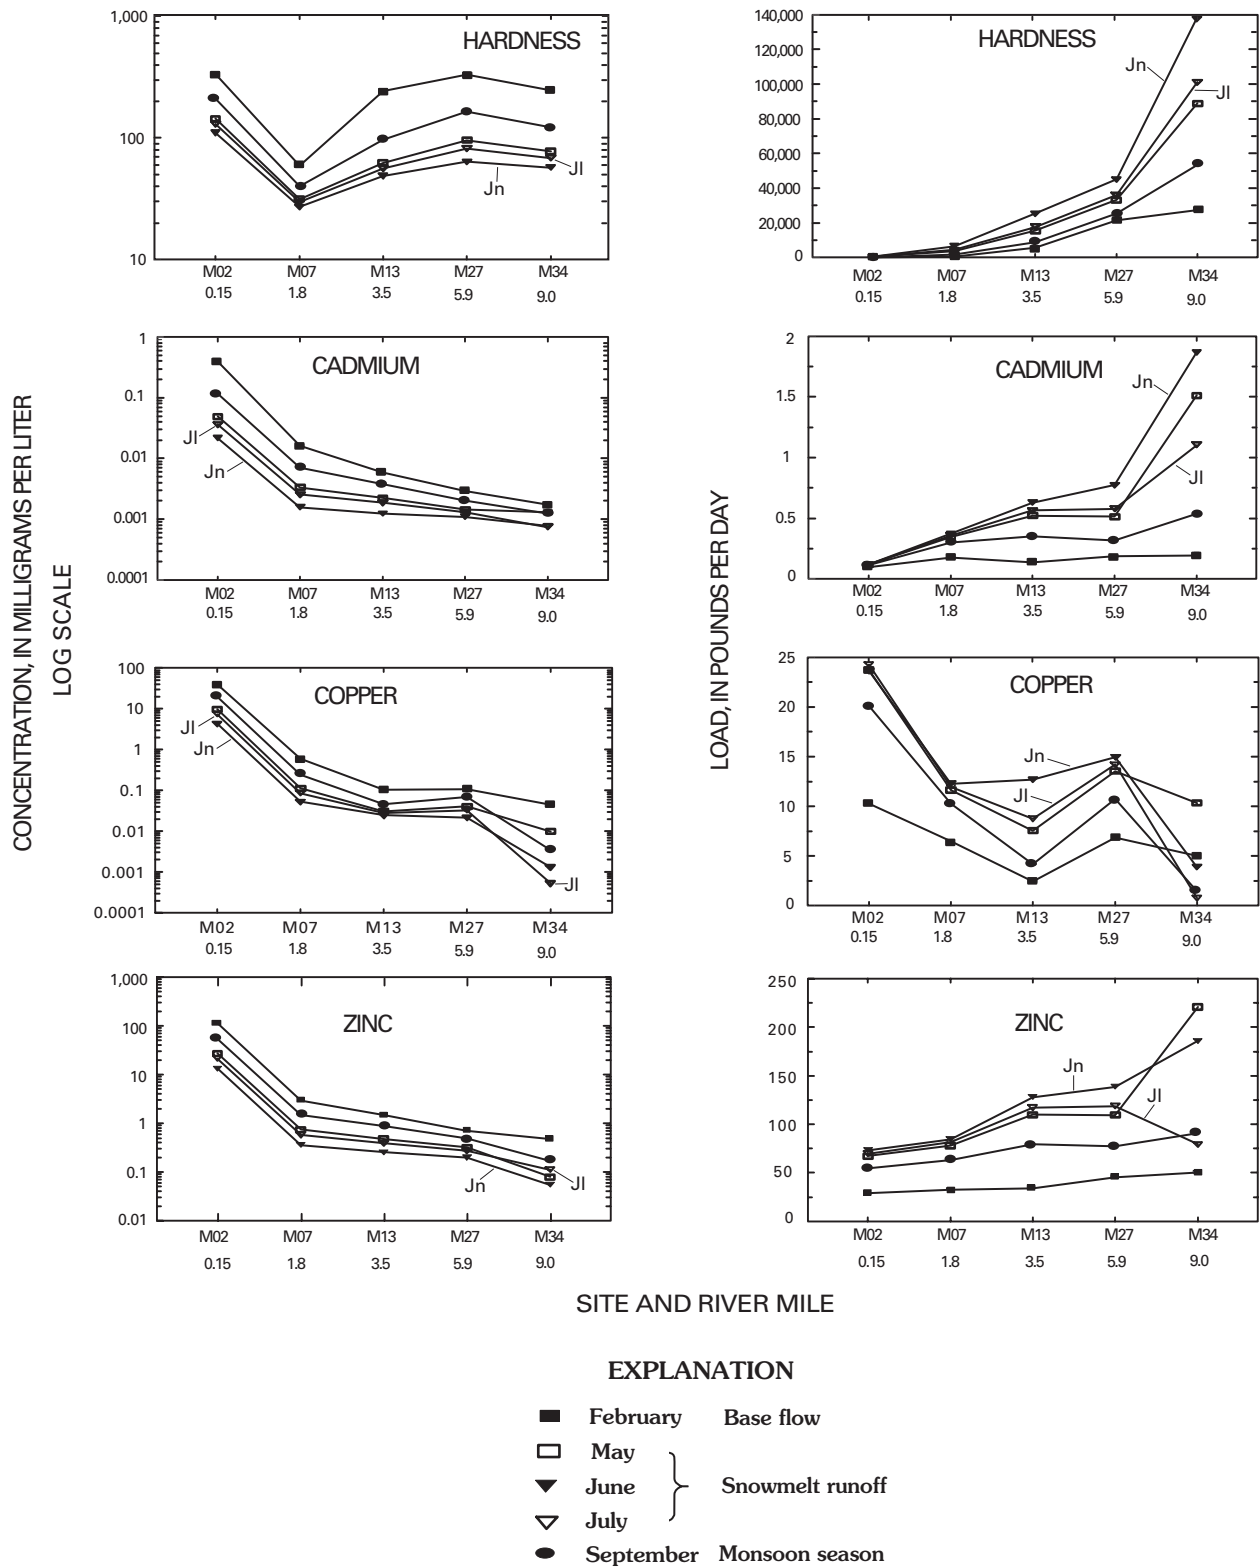 CONCENTRATION, IN MILLIGRAMS PER LITER
LOG SCALE
HARDNESS
1,000
100
10
Jn
Jl
M02 M07 M13 M27 M34
0.15 1.8 3.5 5.9 9.0
CADMIUM
1
0.1
0.01
0.001
0.0001
Jl
Jn
M02 M07 M13 M27 M34
0.15 1.8 3.5 5.9 9.0
COPPER
100
10
1
0.1
0.01
0.001
0.0001
Jl
Jn
Jl
M02 M07 M13 M27 M34
0.15 1.8 3.5 5.9 9.0
ZINC
1,000
100
10
1
0.1
0.01
Jn
Jl
M02 M07 M13 M27 M34
0.15 1.8 3.5 5.9 9.0
LOAD, IN POUNDS PER DAY
HARDNESS
140,000
120,000
100,000
80,000
60,000
40,000
20,000
0
Jn
Jl
M02 M07 M13 M27 M34
0.15 1.8 3.5 5.9 9.0
CADMIUM
2
1.5
1
0.5
0
Jn
Jl
M02 M07 M13 M27 M34
0.15 1.8 3.5 5.9 9.0
COPPER
25
20
15
10
5
0
Jn
Jl
M02 M07 M13 M27 M34
0.15 1.8 3.5 5.9 9.0
ZINC
250
200
150
100
50
0
Jn
Jl
M02 M07 M13 M27 M34
0.15 1.8 3.5 5.9 9.0
SITE AND RIVER MILE
EXPLANATION
February Base flow
May
June Snowmelt runoff
July
September Monsoon season